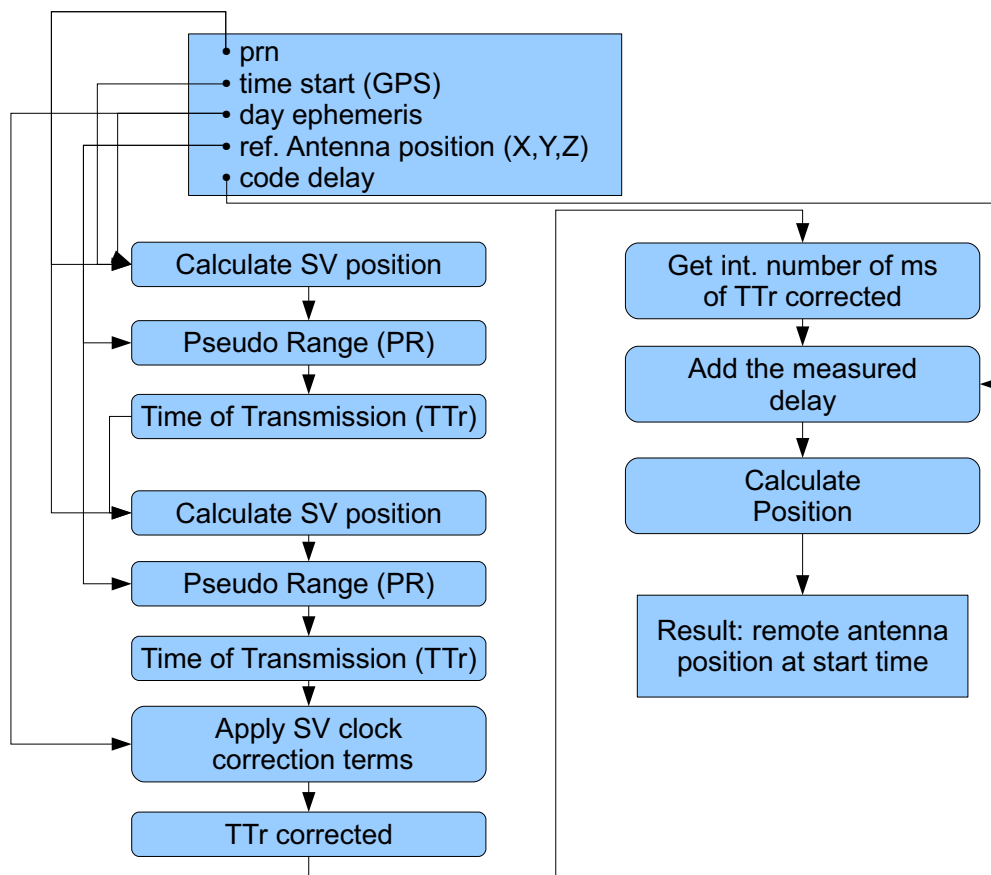 prn
time start (GPS)
day ephemeris
ref. Antenna position (X,Y,Z)
code delay
Calculate SV position
Pseudo Range (PR)
Time of Transmission (TTr)
Calculate SV position
Pseudo Range (PR)
Time of Transmission (TTr)
Apply SV clock
correction terms
TTr corrected
Get int. number of ms
of TTr corrected
Add the measured
delay
Calculate
Position
Result: remote antenna
position at start time